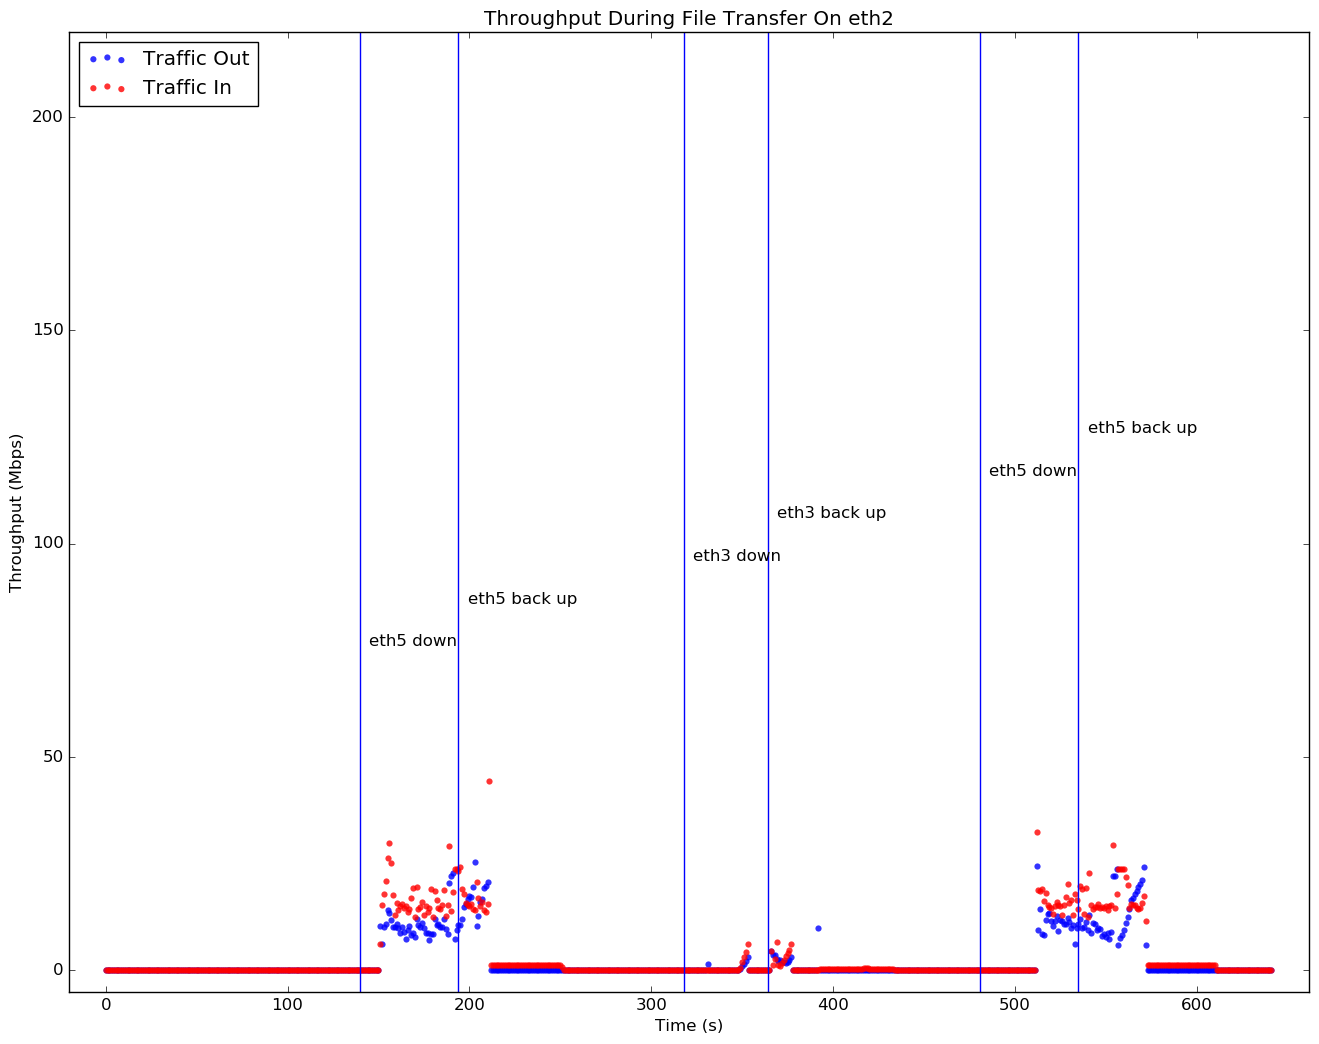 Throughput During File Transfer On eth2
Traffic Out
Traffic In
200
150
100
50
0
Throughput (Mbps)
eth5 back up
eth5 down
eth3 back up
eth3 down
eth5 back up
eth5 down
0 100 200 300 400 500 600
Time (s)